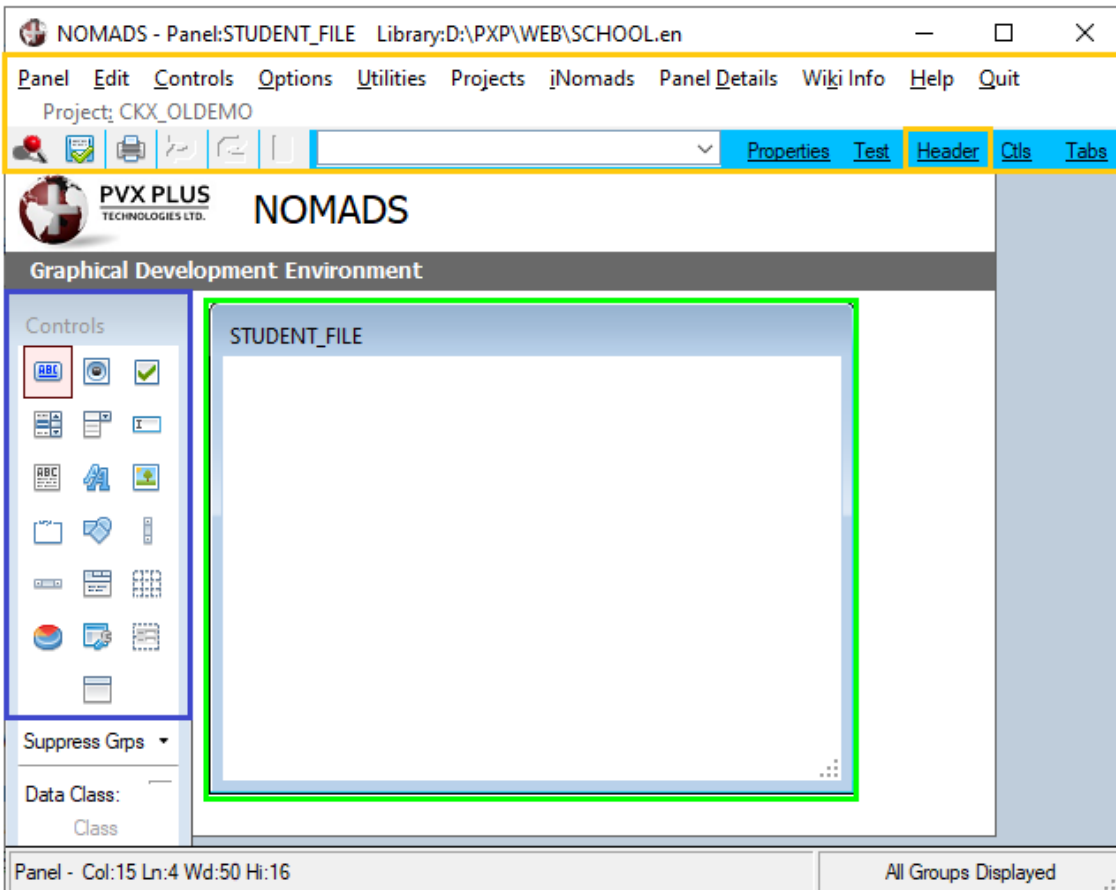 NOMADS - Panel:STUDENT_FILE Library:D:\PXP\WEB\SCHOOL.en
Panel Edit Controls Options Utilities Projects iNomads Panel Details Wiki Info Help Quit
Project: CKX_OLDEMO
Properties Test Header Ctls Tabs
PVX PLUS
TECHNOLOGIES LTD.
NOMADS
Graphical Development Environment
Controls
STUDENT_FILE
ABC
ABC
Suppress Grps
Data Class:
Class
Panel - Col:15 Ln:4 Wd:50 Hi:16
All Groups Displayed